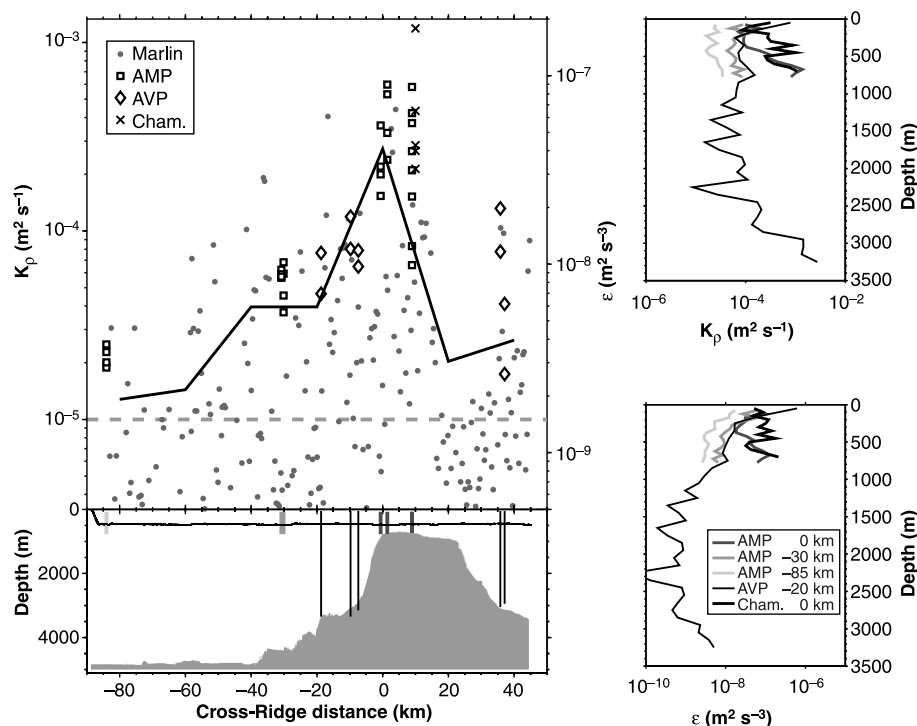 Marlin
AMP
AVP
Cham.
10⁻³
10⁻⁴
10⁻⁵
0
Kρ (m² s⁻¹)
10⁻⁷
10⁻⁸
10⁻⁹
ε (m² s⁻³)
2000
4000
Depth (m)
−80
−60
−40
−20
0
20
40
Cross-Ridge distance (km)
0
500
1000
1500
2000
2500
3000
3500
Depth (m)
10⁻⁶
10⁻⁴
10⁻²
Kρ (m² s⁻¹)
0
500
1000
1500
2000
2500
3000
3500
Depth (m)
AMP 0 km
AMP −30 km
AMP −85 km
AVP −20 km
Cham. 0 km
10⁻¹⁰
10⁻⁸
10⁻⁶
ε (m² s⁻³)